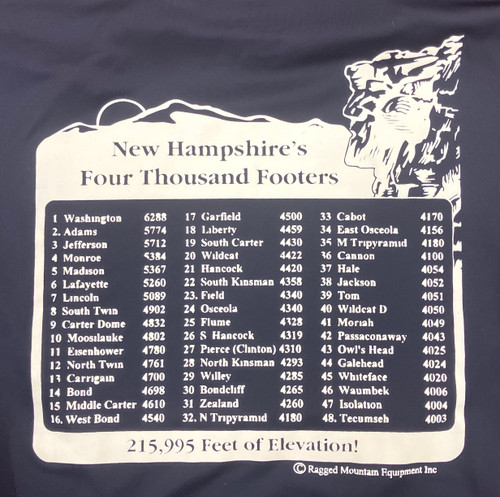 New Hampshire's
Four Thousand Footers
1 Washington 6288
2. Adams 5774
3 Jefferson 5712
4 Monroe 5384
5 Madison 5367
6 Lafayette 5260
7 Lincoln 5089
8 South Twin 4902
9 Carter Dome 4832
10 Moosilauke 4802
11 Eisenhower 4780
12 North Twin 4761
13 Carrigain 4700
14 Bond 4698
15 Middle Carter 4610
16. West Bond 4540
17 Garfield 4500
18 Liberty 4459
19 South Carter 4430
20 Wildcat 4422
21 Hancock 4420
22 South Kinsman 4358
23. Field 4340
24 Osceola 4340
25 Flume 4328
26 S Hancock 4319
27 Pierce (Clinton) 4310
28 North Kinsman 4293
29 Willey 4285
30 Bondcliff 4265
31 Zealand 4260
32. N Tripyramid 4180
33 Cabot 4170
34 East Osceola 4156
35 M Tripyramid 4180
36 Cannon 4100
37 Hale 4054
38 Jackson 4052
39 Tom 4051
40 Wildcat D 4050
41 Moriah 4049
42 Passaconaway 4043
43 Owl's Head 4025
44 Galehead 4024
45 Whiteface 4020
46 Waumbek 4006
47 Isolation 4004
48. Tecumseh 4003
215,995 Feet of Elevation!
© Ragged Mountain Equipment Inc